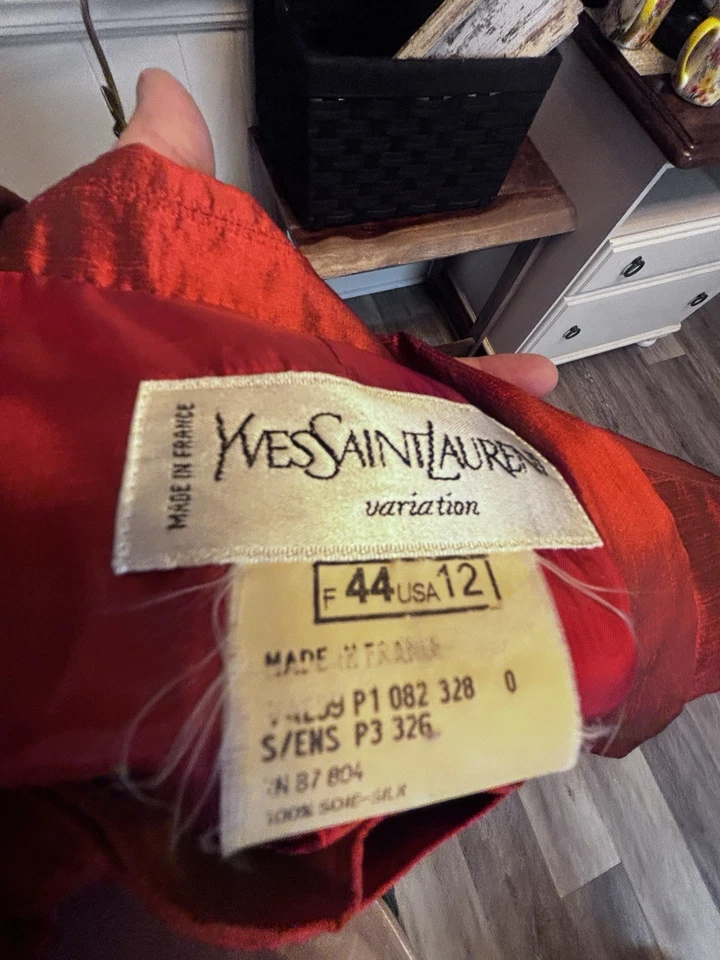 MADE IN FRANCE
YVES SAINT LAURENT
variation
F 44 USA 12
MADE IN FRANCE
P1 082 328 0
S/ENS P3 326
87 804
100% SOIE-SILK